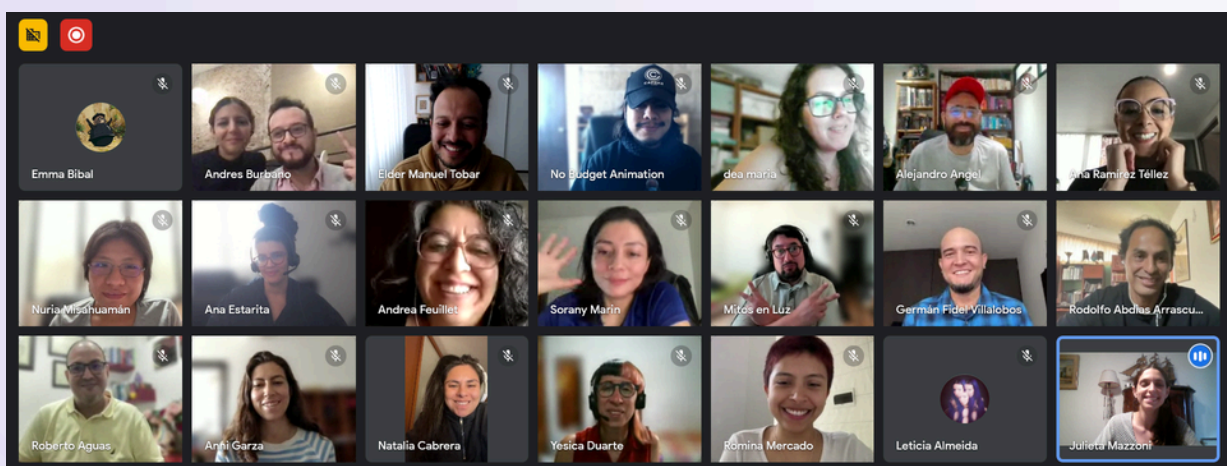 Emma Bibal
Andres Burbano
Elder Manuel Tobar
No Budget Animation
dea maria
Alejandro Angel
Ana Ramírez Téllez
Nuria Misahuamán
Ana Estarita
Andrea Feuillet
Sorany Marin
Mitos en Luz
Germán Fidel Villalobos
Rodolfo Abdias Arrascu...
Roberto Aguas
Anni Garza
Natalia Cabrera
Yesica Duarte
Romina Mercado
Leticia Almeida
Julieta Mazzoni